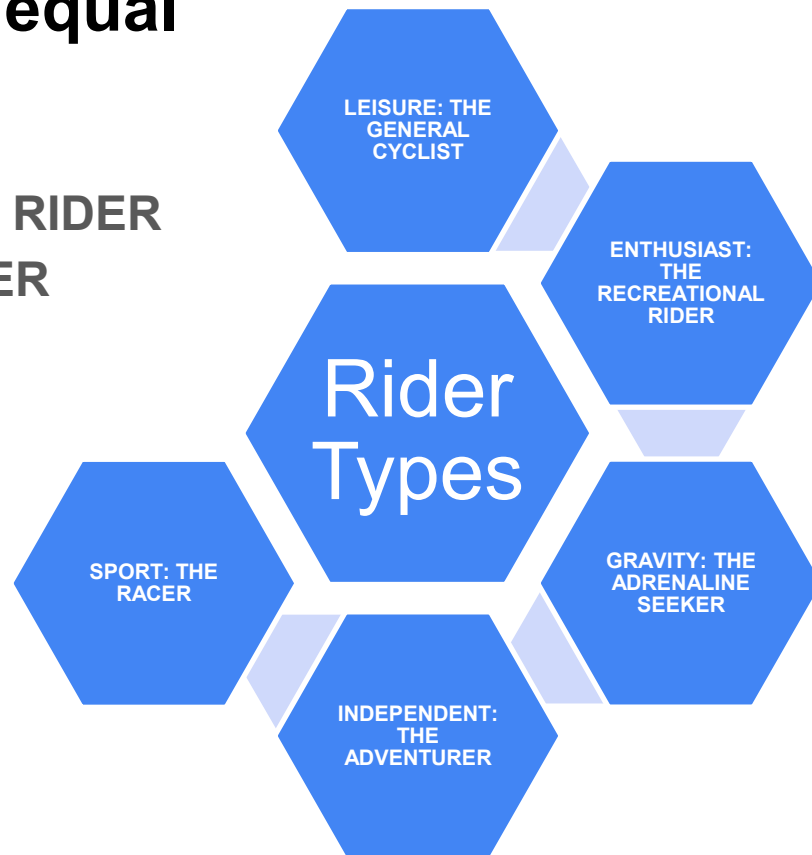 equal
RIDER
ER
LEISURE: THE
GENERAL
CYCLIST
ENTHUSIAST:
THE
RECREATIONAL
RIDER
Rider
Types
GRAVITY: THE
ADRENALINE
SEEKER
SPORT: THE
RACER
INDEPENDENT:
THE
ADVENTURER